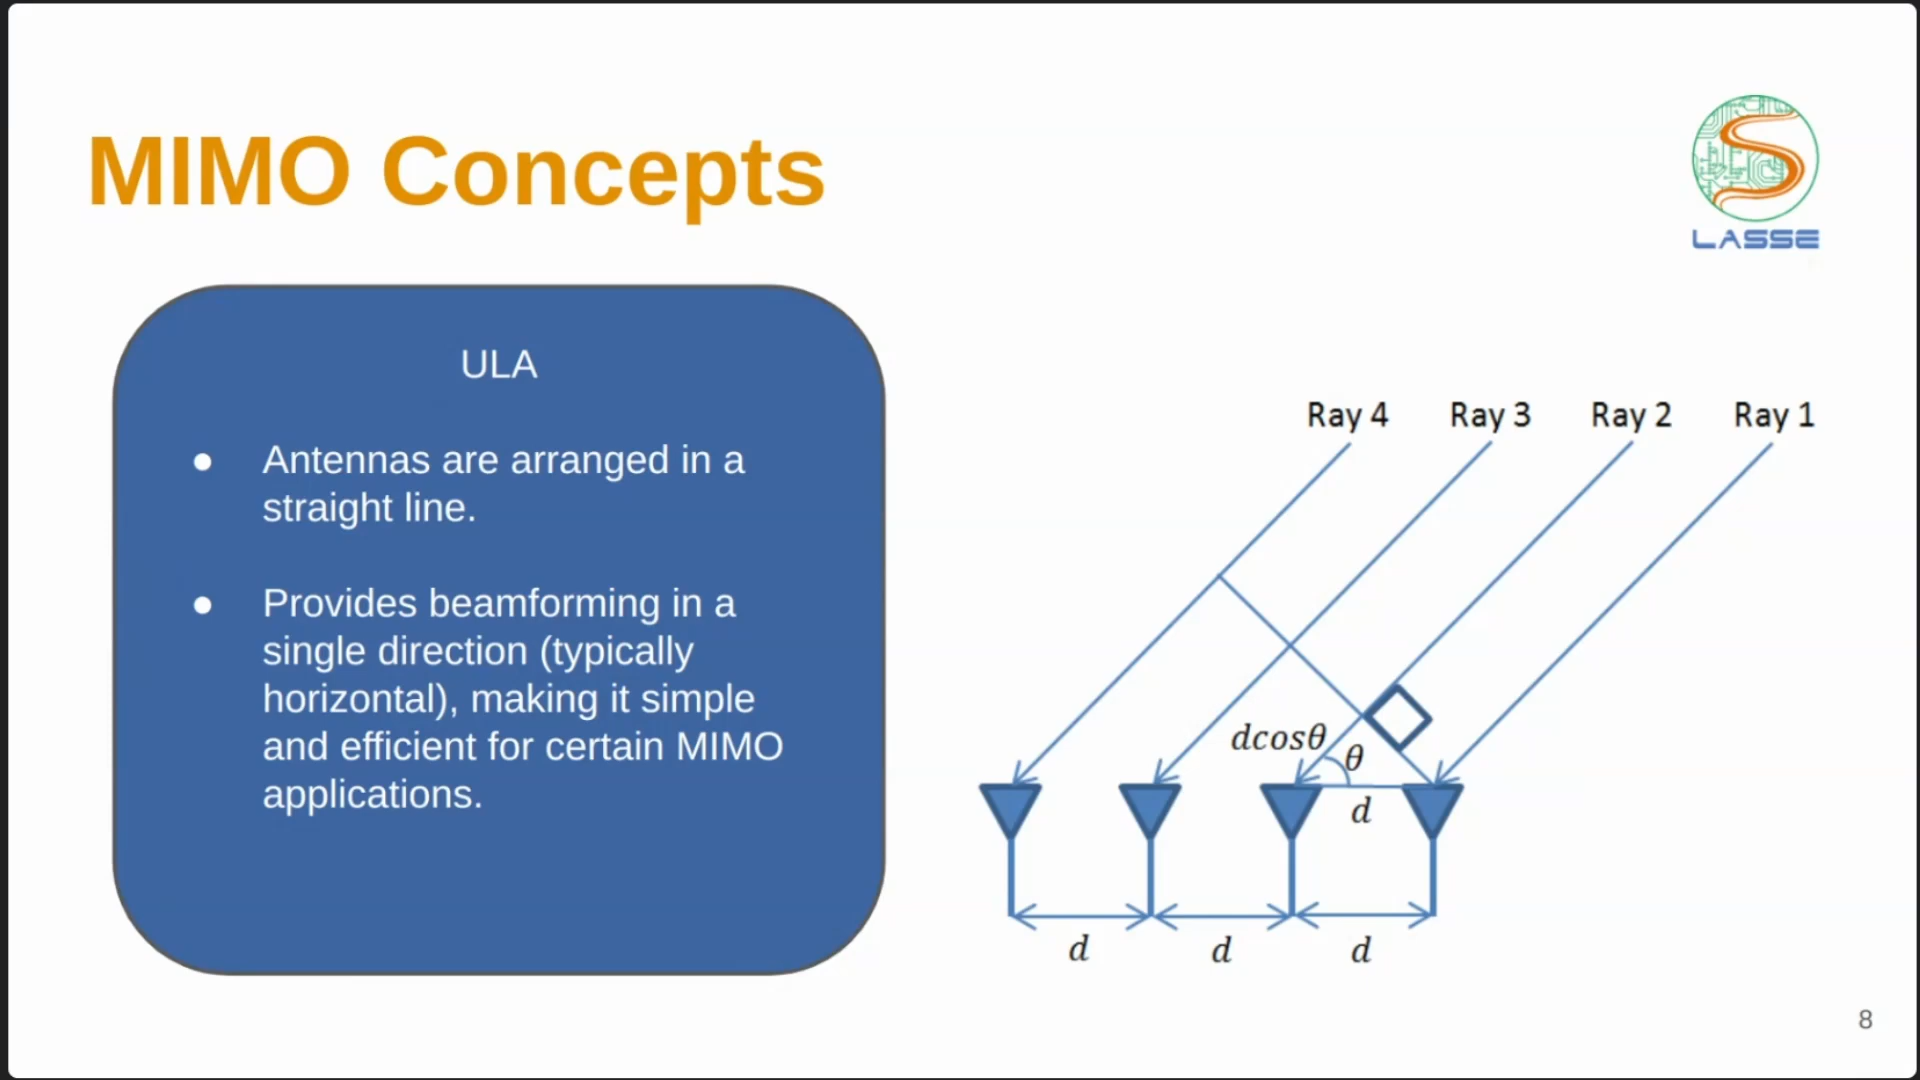 MIMO Concepts
LASSE
ULA
● Antennas are arranged in a
straight line.
● Provides beamforming in a
single direction (typically
horizontal), making it simple
and efficient for certain MIMO
applications.
Ray 4 Ray 3 Ray 2 Ray 1
dcosθ θ
d
d d d
8